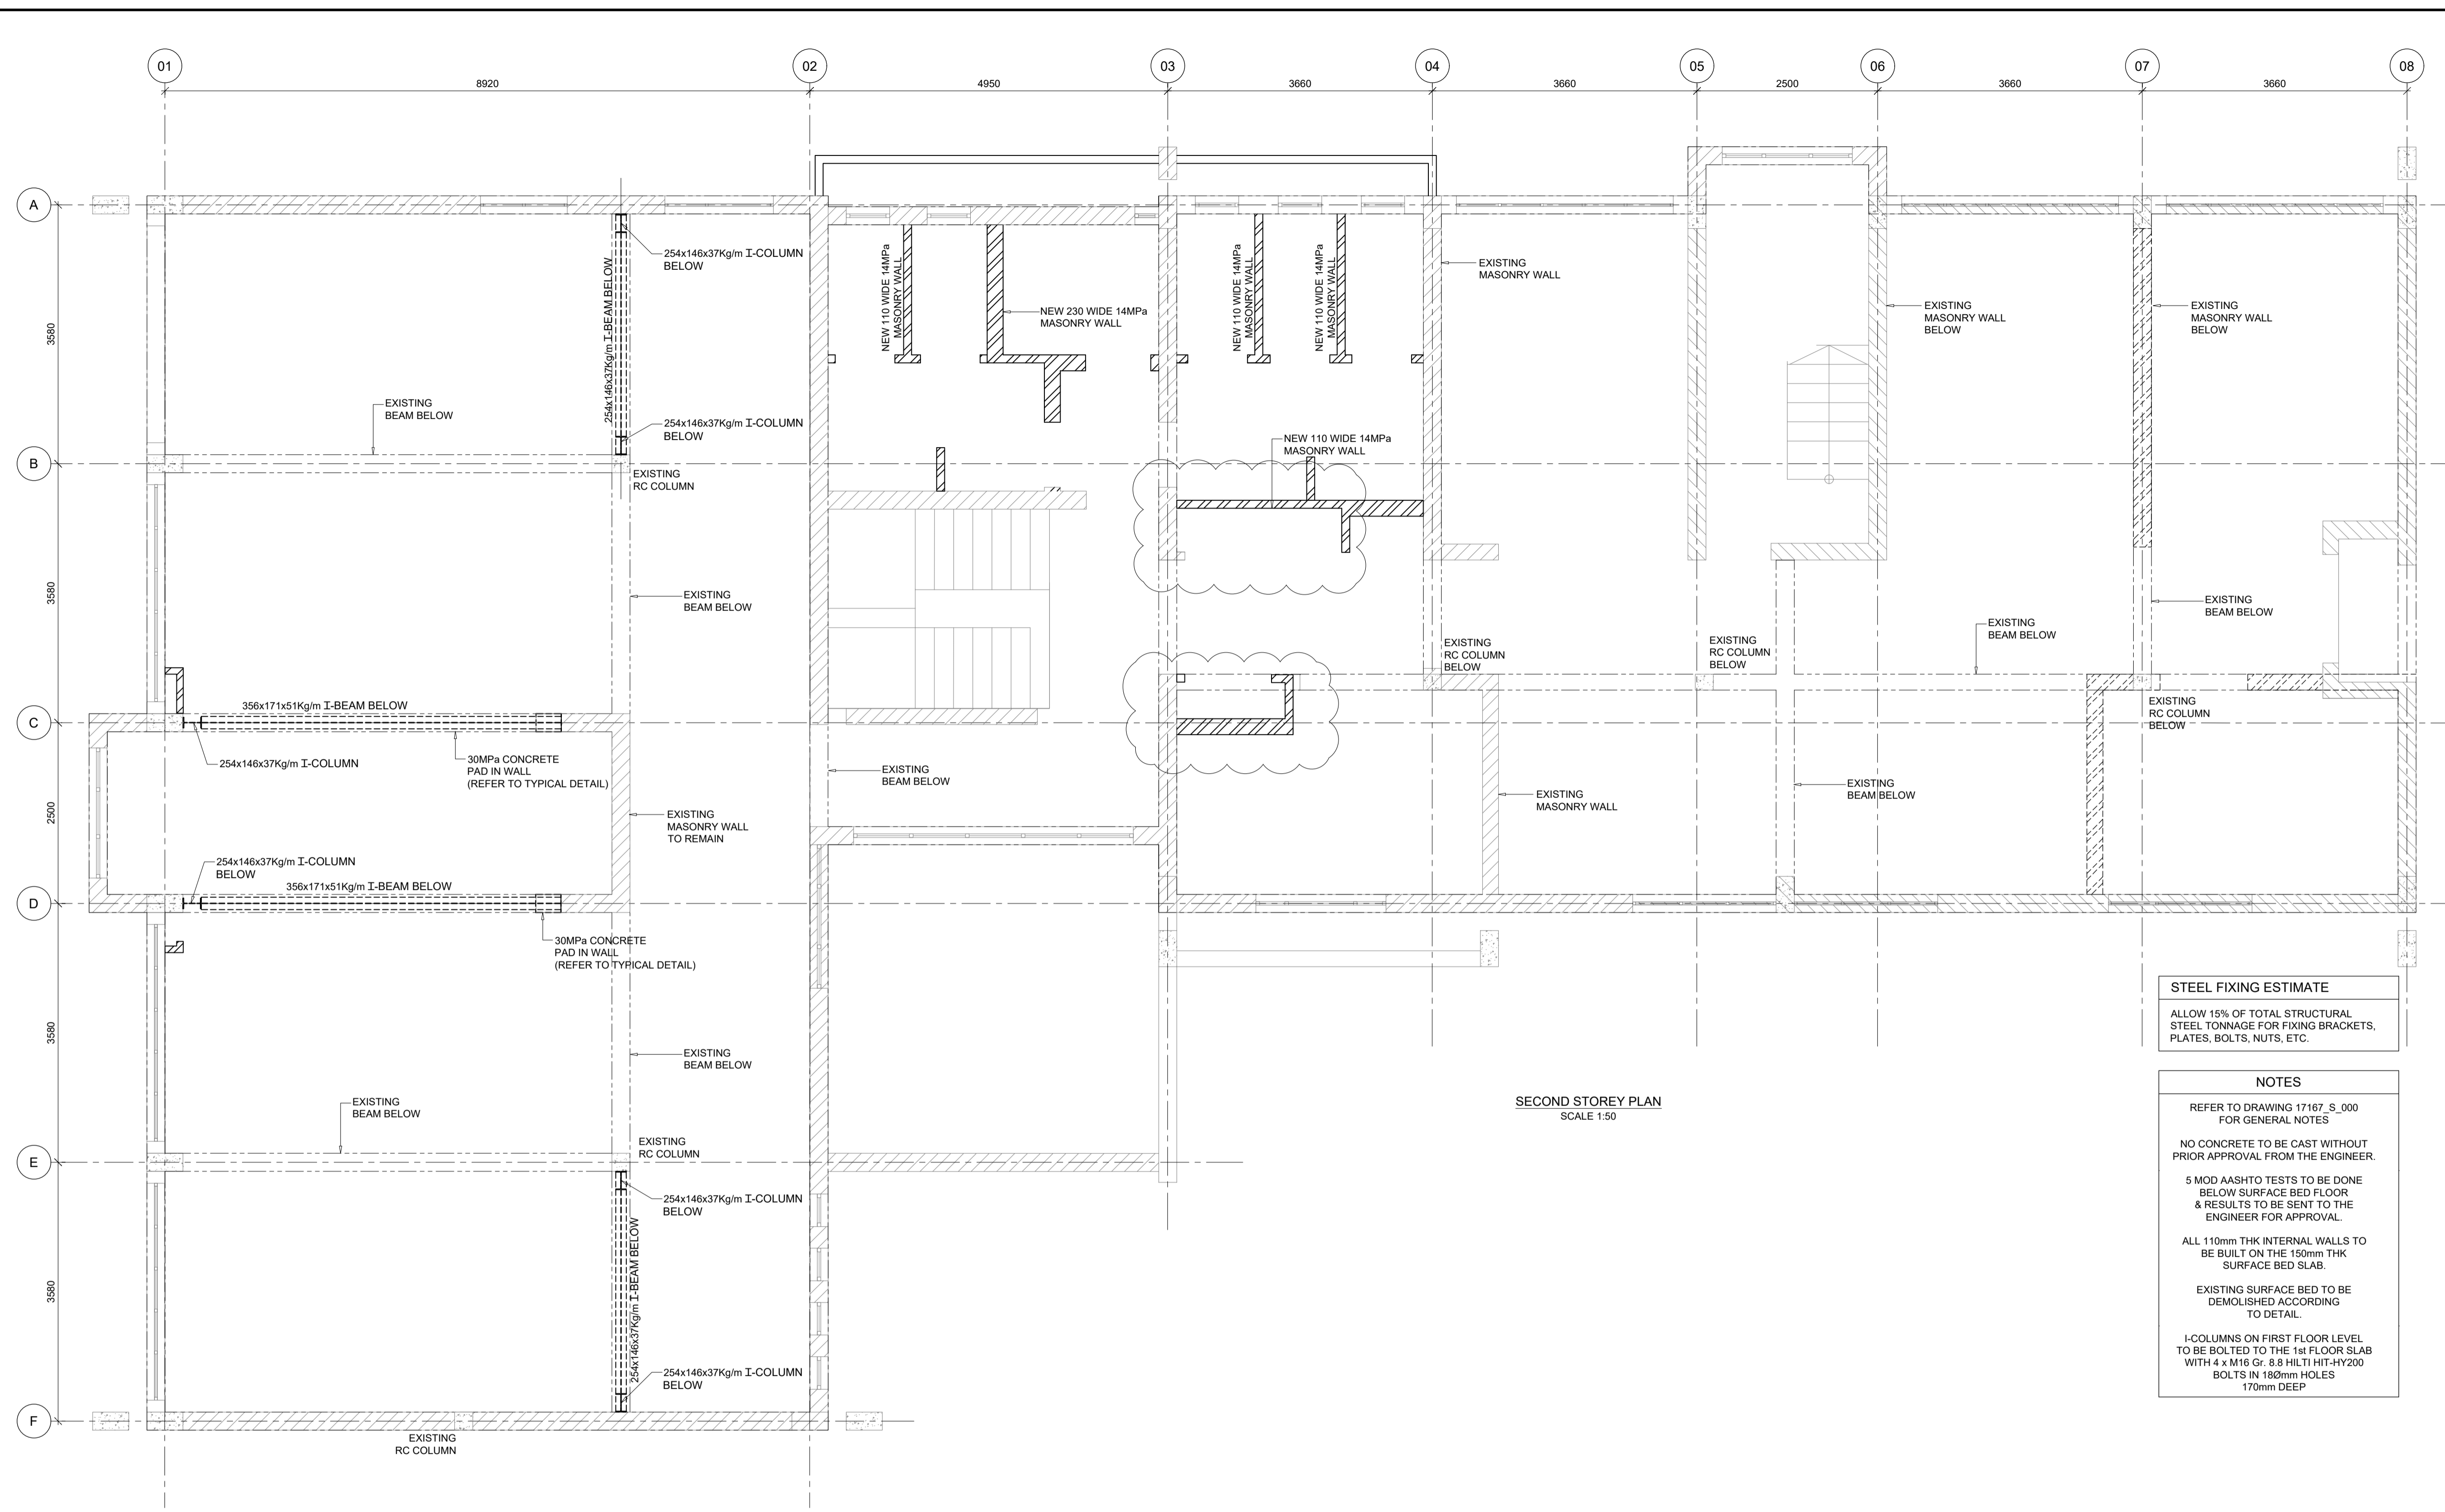 01
02
03
04
05
06
07
08
8920
4950
3660
3660
2500
3660
3660
A
B
C
D
E
F
3580
3580
2500
3580
3580
254x146x37Kg/m I-COLUMN
BELOW
254x146x37Kg/m I-BEAM BELOW
254x146x37Kg/m I-COLUMN
BELOW
EXISTING
BEAM BELOW
EXISTING
RC COLUMN
NEW 110 WIDE 14MPa
MASONRY WALL
NEW 230 WIDE 14MPa
MASONRY WALL
NEW 110 WIDE 14MPa
MASONRY WALL
NEW 110 WIDE 14MPa
MASONRY WALL
NEW 110 WIDE 14MPa
MASONRY WALL
EXISTING
MASONRY WALL
EXISTING
MASONRY WALL
BELOW
EXISTING
MASONRY WALL
BELOW
EXISTING
BEAM BELOW
EXISTING
RC COLUMN
BELOW
EXISTING
RC COLUMN
BELOW
EXISTING
BEAM BELOW
EXISTING
BEAM BELOW
356x171x51Kg/m I-BEAM BELOW
254x146x37Kg/m I-COLUMN
30MPa CONCRETE
PAD IN WALL
(REFER TO TYPICAL DETAIL)
EXISTING
MASONRY WALL
TO REMAIN
EXISTING
BEAM BELOW
EXISTING
MASONRY WALL
EXISTING
BEAM BELOW
EXISTING
RC COLUMN
BELOW
254x146x37Kg/m I-COLUMN
BELOW
356x171x51Kg/m I-BEAM BELOW
30MPa CONCRETE
PAD IN WALL
(REFER TO TYPICAL DETAIL)
EXISTING
BEAM BELOW
EXISTING
BEAM BELOW
EXISTING
RC COLUMN
254x146x37Kg/m I-COLUMN
BELOW
254x146x37Kg/m I-BEAM BELOW
254x146x37Kg/m I-COLUMN
BELOW
EXISTING
RC COLUMN
SECOND STOREY PLAN
SCALE 1:50
STEEL FIXING ESTIMATE
ALLOW 15% OF TOTAL STRUCTURAL
STEEL TONNAGE FOR FIXING BRACKETS,
PLATES, BOLTS, NUTS, ETC.
NOTES
REFER TO DRAWING 17167_S_000
FOR GENERAL NOTES
NO CONCRETE TO BE CAST WITHOUT
PRIOR APPROVAL FROM THE ENGINEER.
5 MOD AASHTO TESTS TO BE DONE
BELOW SURFACE BED FLOOR
& RESULTS TO BE SENT TO THE
ENGINEER FOR APPROVAL.
ALL 110mm THK INTERNAL WALLS TO
BE BUILT ON THE 150mm THK
SURFACE BED SLAB.
EXISTING SURFACE BED TO BE
DEMOLISHED ACCORDING
TO DETAIL.
I-COLUMNS ON FIRST FLOOR LEVEL
TO BE BOLTED TO THE 1st FLOOR SLAB
WITH 4 x M16 Gr. 8.8 HILTI HIT-HY200
BOLTS IN 18Ømm HOLES
170mm DEEP